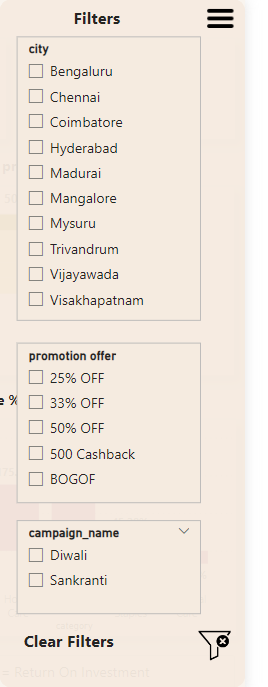 Filters
city
Bengaluru
Chennai
Coimbatore
Hyderabad
Madurai
Mangalore
Mysuru
Trivandrum
Vijayawada
Visakhapatnam
promotion offer
25% OFF
33% OFF
e %
50% OFF
500 Cashback
BOGOF
campaign_name
Diwali
Sankranti
Clear Filters
= Return On Investment